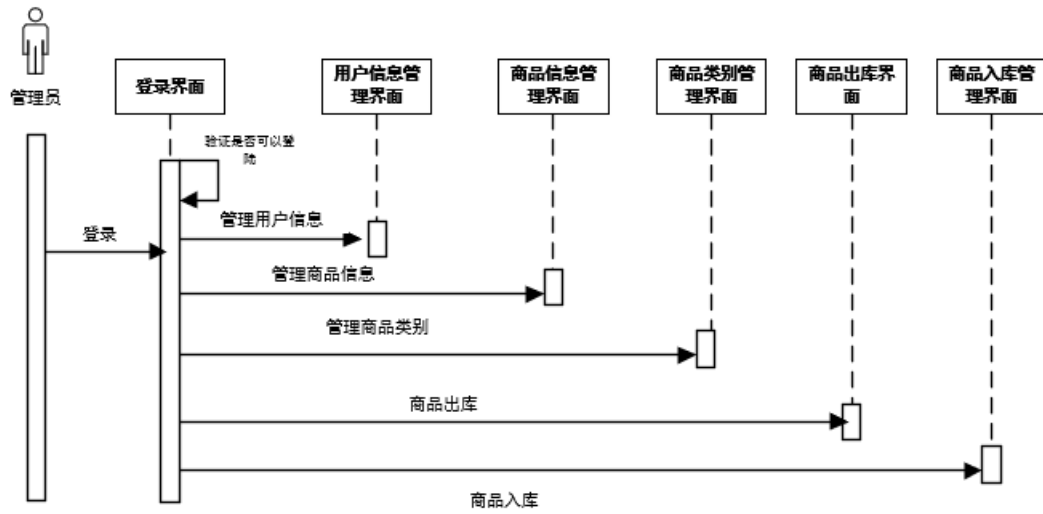 管理员
登录界面
用户信息管
理界面
商品信息管
理界面
商品类别管
理界面
商品出库界
面
商品入库管
理界面
验证是否可以登
陆
登录
管理用户信息
管理商品信息
管理商品类别
商品出库
商品入库